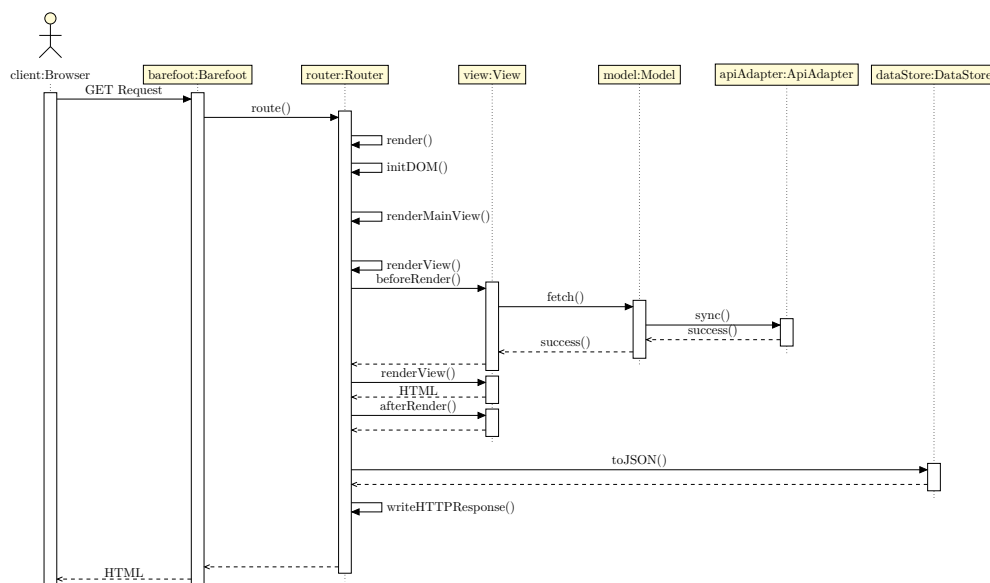 client:Browser
barefoot:Barefoot
router:Router
view:View
model:Model
apiAdapter:ApiAdapter
dataStore:DataStore
GET Request
route()
render()
initDOM()
renderMainView()
renderView()
beforeRender()
fetch()
sync()
success()
success()
renderView()
HTML
afterRender()
toJSON()
writeHTTPResponse()
HTML